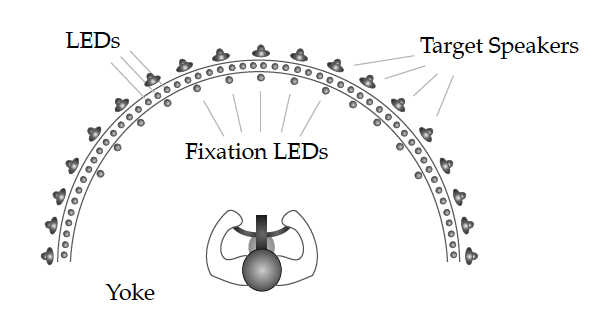 LEDs
Target Speakers
Fixation LEDs
Yoke